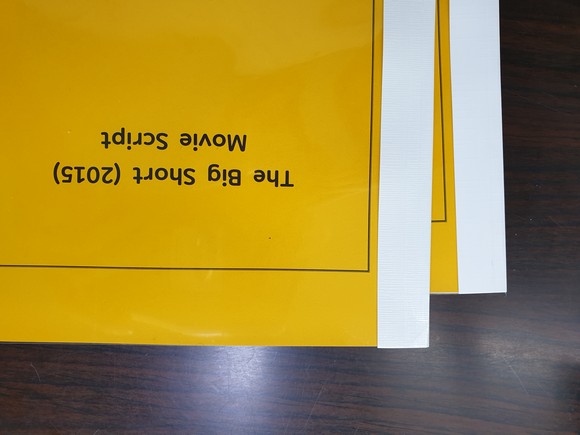 The Big Short (2015)
Movie Script